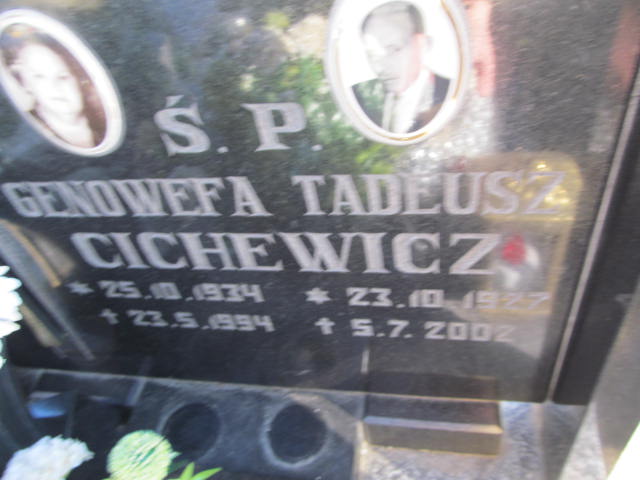 Ś. P.
GENOWEFA TADEUSZ
CICHEWICZ
* 25.10.1934 * 23.10.1927
† 23.5.1994 † 5.7.2002